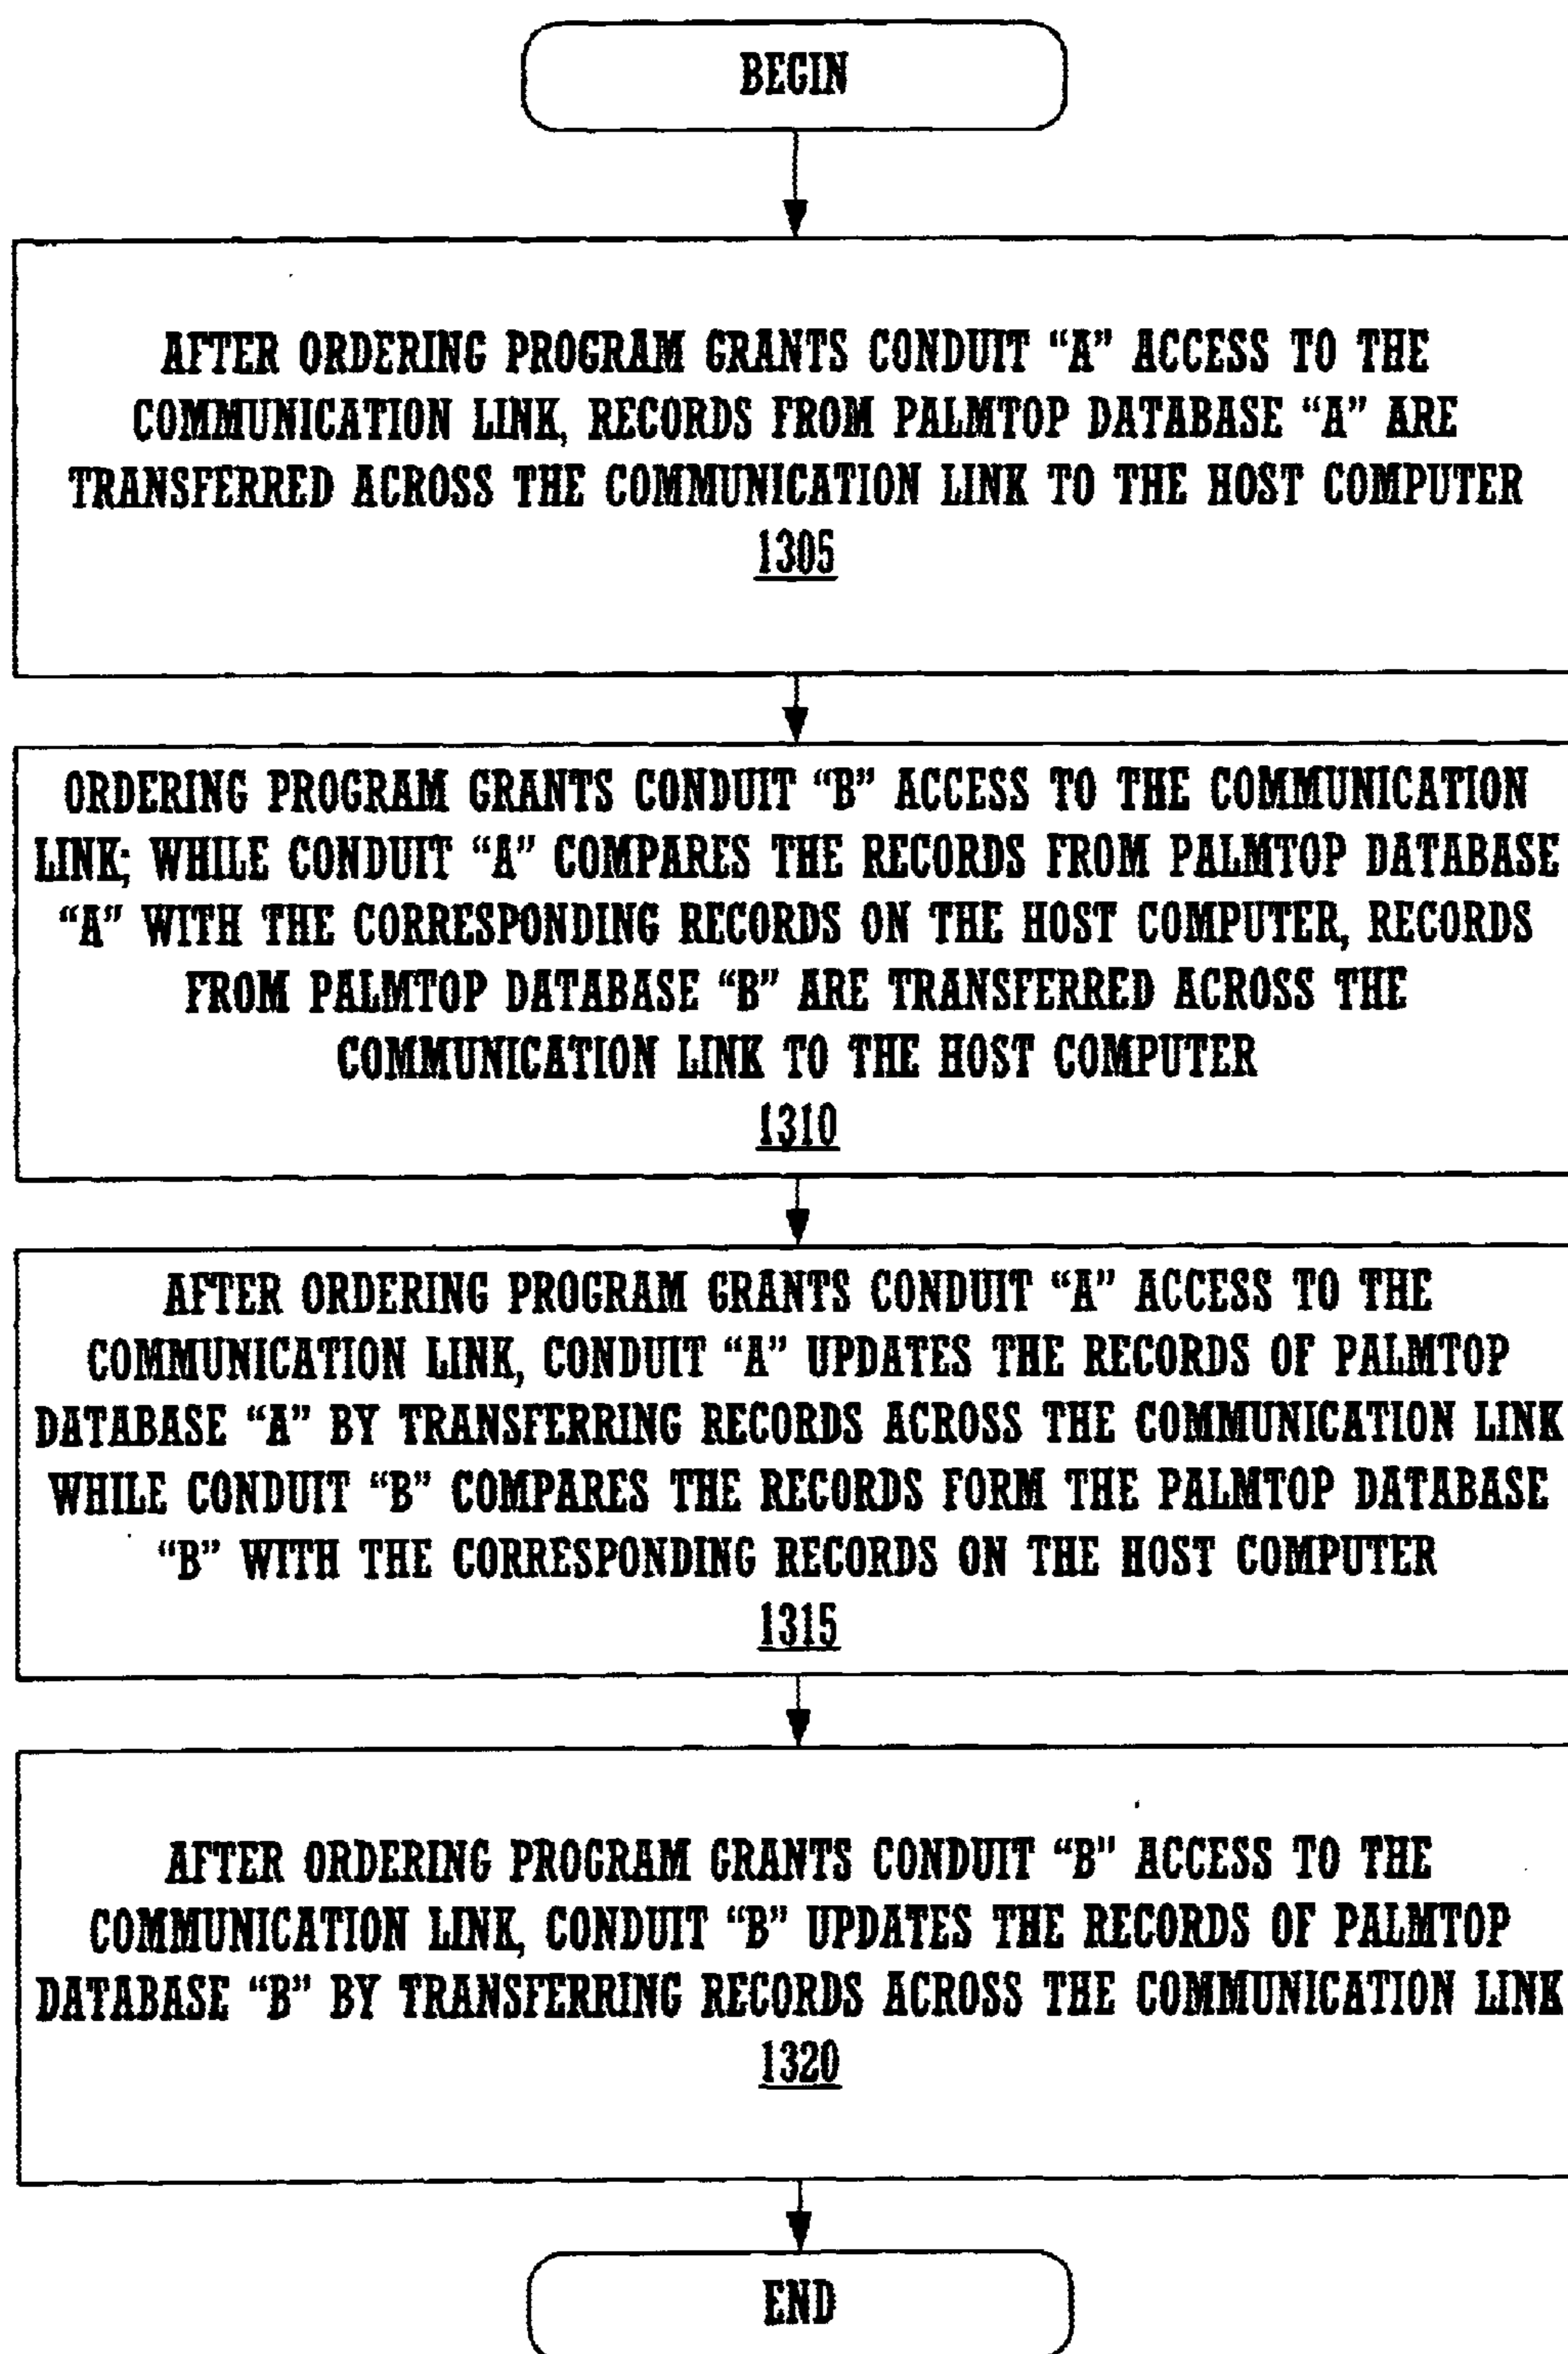 BEGIN
AFTER ORDERING PROGRAM GRANTS CONDUIT “A” ACCESS TO THE
COMMUNICATION LINK, RECORDS FROM PALMTOP DATABASE “A” ARE
TRANSFERRED ACROSS THE COMMUNICATION LINK TO THE HOST COMPUTER
1305
ORDERING PROGRAM GRANTS CONDUIT “B” ACCESS TO THE COMMUNICATION
LINK; WHILE CONDUIT “A” COMPARES THE RECORDS FROM PALMTOP DATABASE
“A” WITH THE CORRESPONDING RECORDS ON THE HOST COMPUTER, RECORDS
FROM PALMTOP DATABASE “B” ARE TRANSFERRED ACROSS THE
COMMUNICATION LINK TO THE HOST COMPUTER
1310
AFTER ORDERING PROGRAM GRANTS CONDUIT “A” ACCESS TO THE
COMMUNICATION LINK, CONDUIT “A” UPDATES THE RECORDS OF PALMTOP
DATABASE “A” BY TRANSFERRING RECORDS ACROSS THE COMMUNICATION LINK
WHILE CONDUIT “B” COMPARES THE RECORDS FORM THE PALMTOP DATABASE
“B” WITH THE CORRESPONDING RECORDS ON THE HOST COMPUTER
1315
AFTER ORDERING PROGRAM GRANTS CONDUIT “B” ACCESS TO THE
COMMUNICATION LINK, CONDUIT “B” UPDATES THE RECORDS OF PALMTOP
DATABASE “B” BY TRANSFERRING RECORDS ACROSS THE COMMUNICATION LINK
1320
END